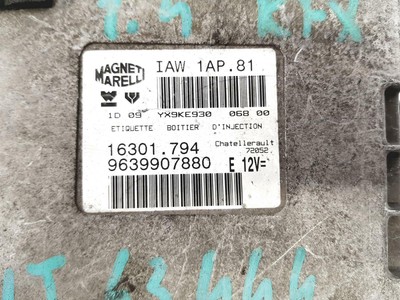 1.4 KFX
MAGNETI MARELLI
IAW 1AP.81
1D 09 YX9KE930 068 00
ETIQUETTE BOITIER D'INJECTION
16301.794
Chatellerault
72052.
9639907880 E 12V=
43444